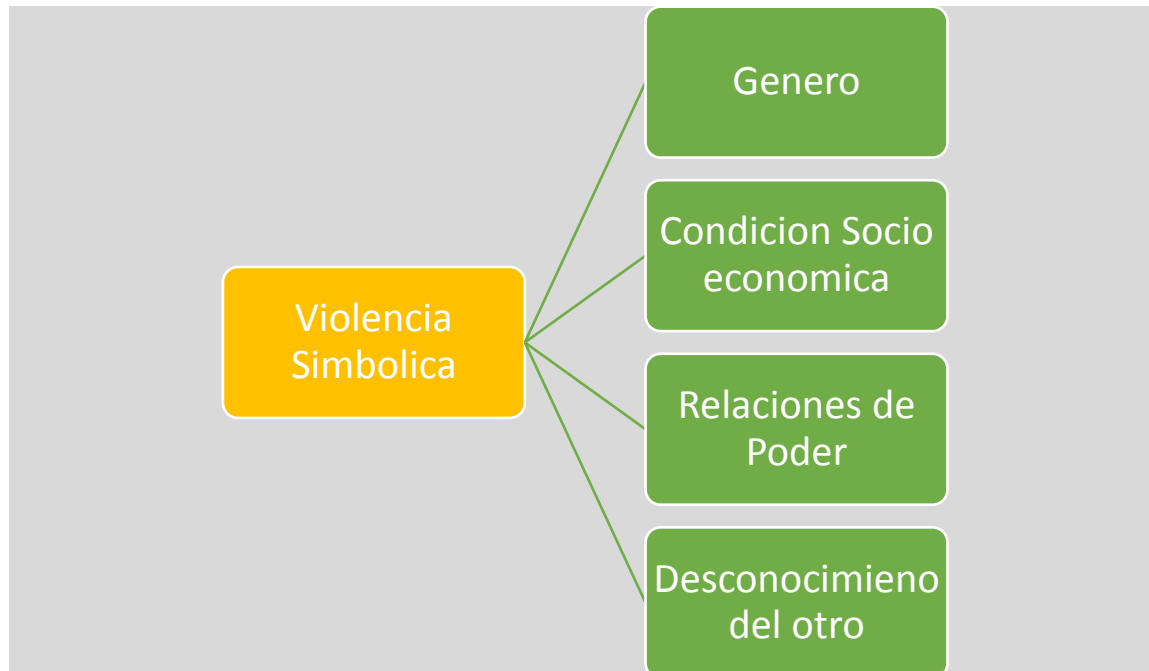 Genero
Condicion Socio
economica
Violencia
Simbolica
Relaciones de
Poder
Desconocimieno
del otro